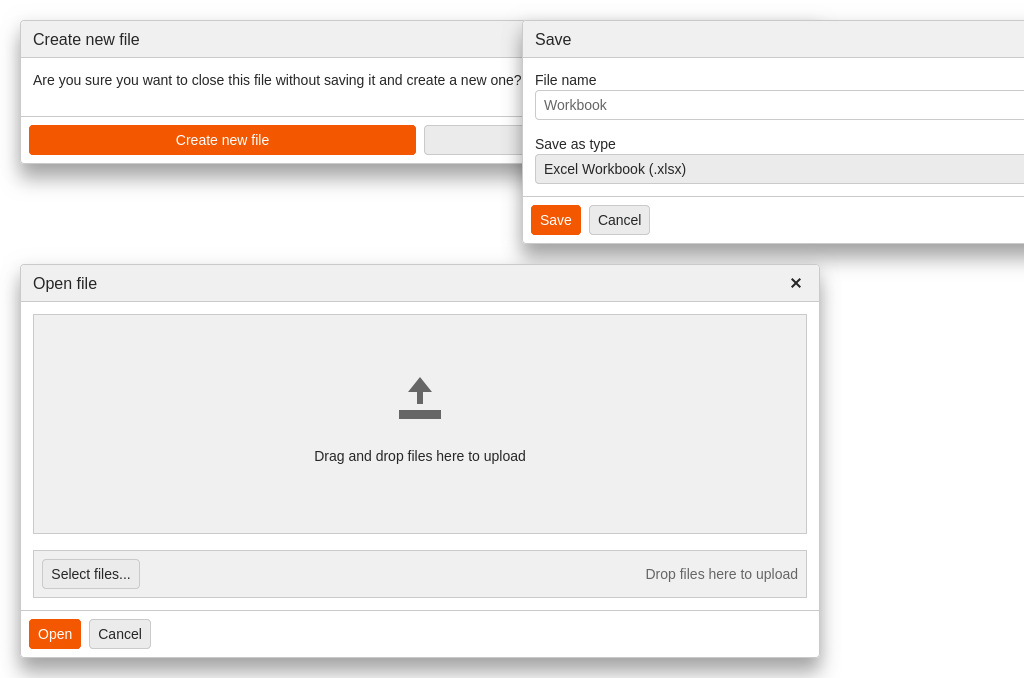 Create new file
Are you sure you want to close this file without saving it and create a new one?
Create new file
Save
File name
Workbook
Save as type
Excel Workbook (.xlsx)
Save Cancel
Open file ✕
Drag and drop files here to upload
Select files... Drop files here to upload
Open Cancel